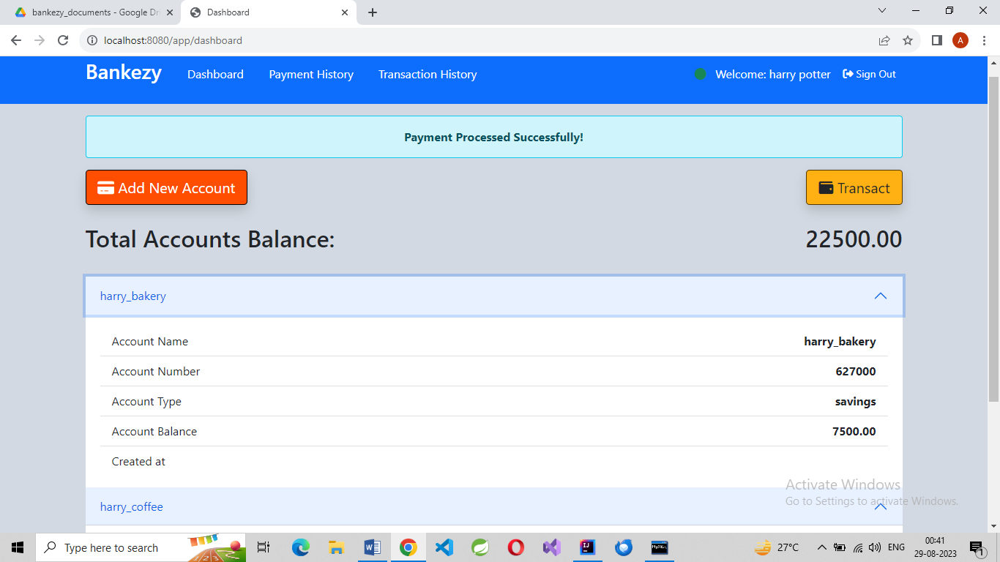 bankezy_documents - Google Dr
Dashboard
localhost:8080/app/dashboard
A
Bankezy
Dashboard
Payment History
Transaction History
Welcome: harry potter
Sign Out
Payment Processed Successfully!
Add New Account
Transact
Total Accounts Balance: 22500.00
harry_bakery
Account Name harry_bakery
Account Number 627000
Account Type savings
Account Balance 7500.00
Created at
Activate Windows
Go to Settings to activate Windows.
harry_coffee
Type here to search
27°C
ENG
00:41
29-08-2023
1